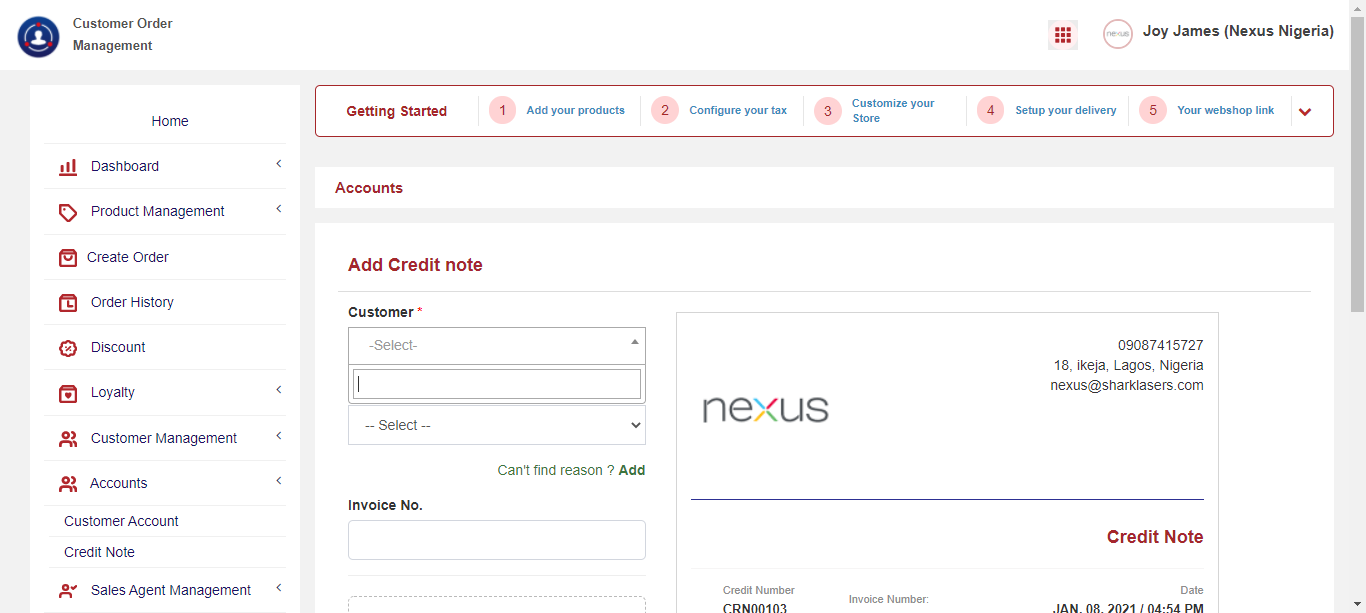 Customer Order
Management
nexus
Joy James (Nexus Nigeria)
Home
Dashboard
Product Management
Create Order
Order History
Discount
Loyalty
Customer Management
Accounts
Customer Account
Credit Note
Sales Agent Management
Getting Started
1 Add your products
2 Configure your tax
3 Customize your
Store
4 Setup your delivery
5 Your webshop link
Accounts
Add Credit note
Customer *
-Select-
-- Select --
Can't find reason ? Add
Invoice No.
09087415727
18, ikeja, Lagos, Nigeria
nexus@sharklasers.com
nexus
Credit Note
Credit Number
CRN00103
Invoice Number:
Date
JAN. 08, 2021 / 04:54 PM